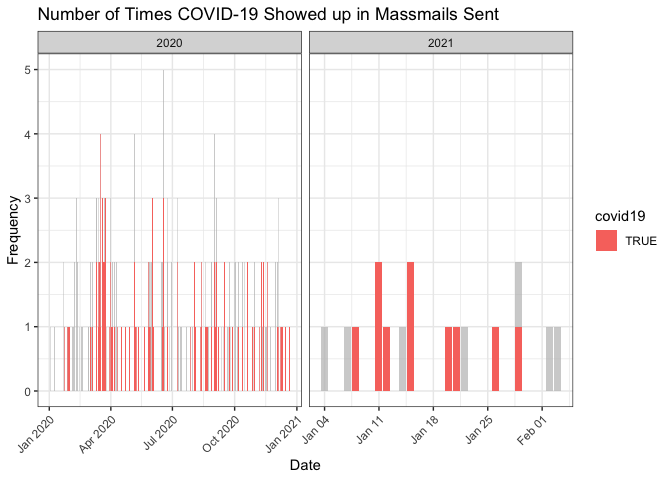 Number of Times COVID-19 Showed up in Massmails Sent
2020
2021
5
4
3
2
1
0
Frequency
Jan 2020
Apr 2020
Jul 2020
Oct 2020
Jan 2021
Jan 04
Jan 11
Jan 18
Jan 25
Feb 01
Date
covid19
TRUE